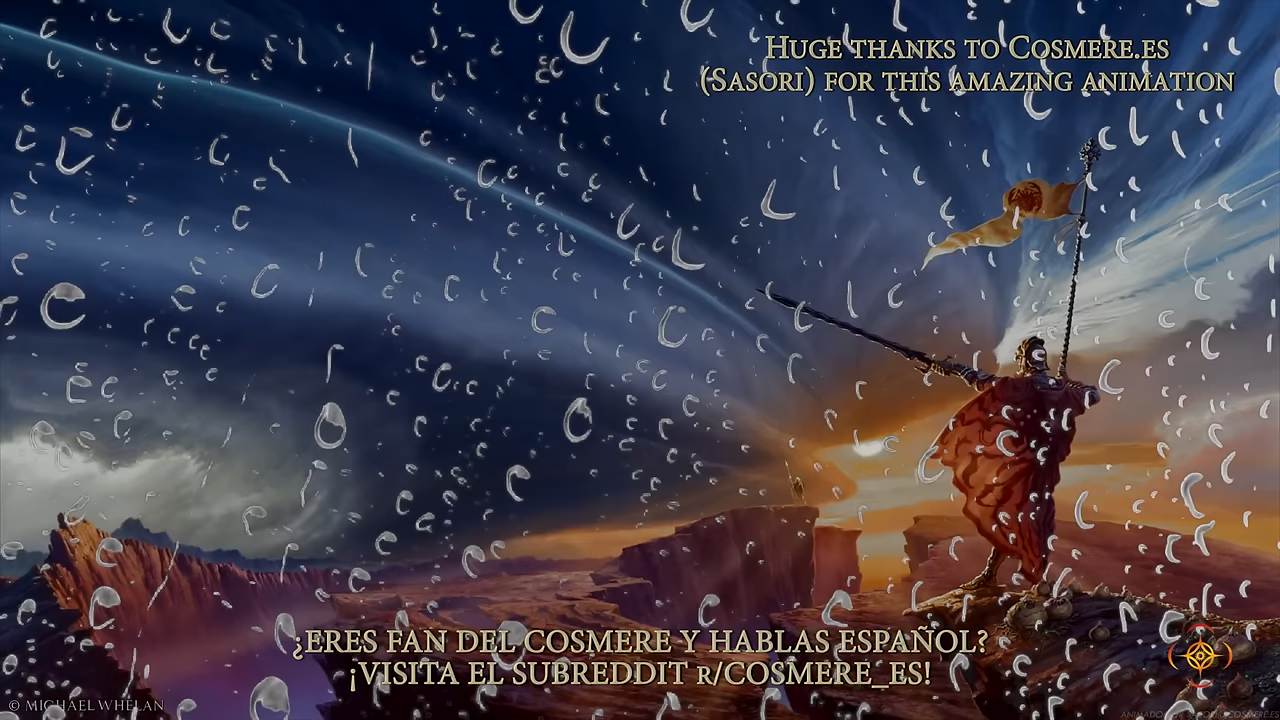 HUGE THANKS TO COSMERE.ES
(SASORI) FOR THIS AMAZING ANIMATION
¿ERES FAN DEL COSMERE Y HABLAS ESPAÑOL?
¡VISITA EL SUBREDDIT R/COSMERE_ES!
© MICHAEL WHELAN